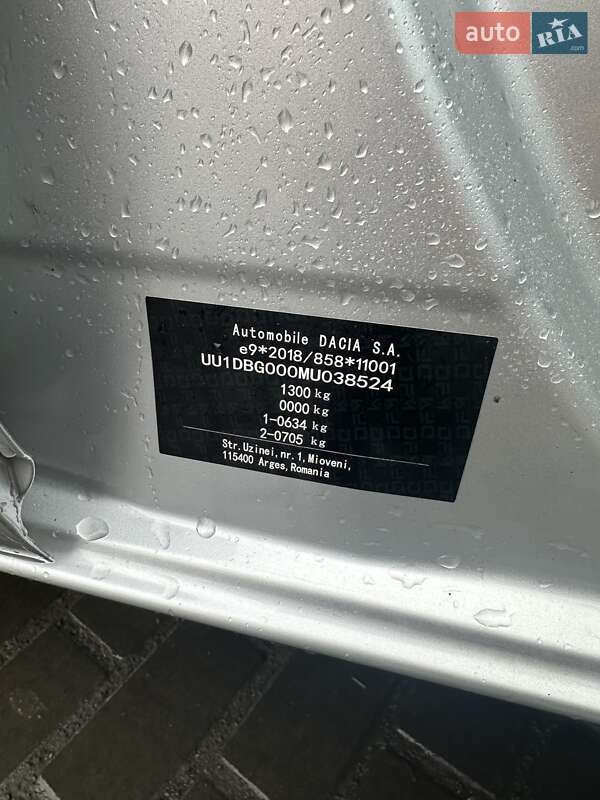 auto RIA .com
Automobile DACIA S.A.
e9*2018/858*11001
UU1DBG000MU038524
1300 kg
0000 kg
1-0634 kg
2-0705 kg
Str.Uzinei,nr.1,Mioveni,
115400 Arges,Romania